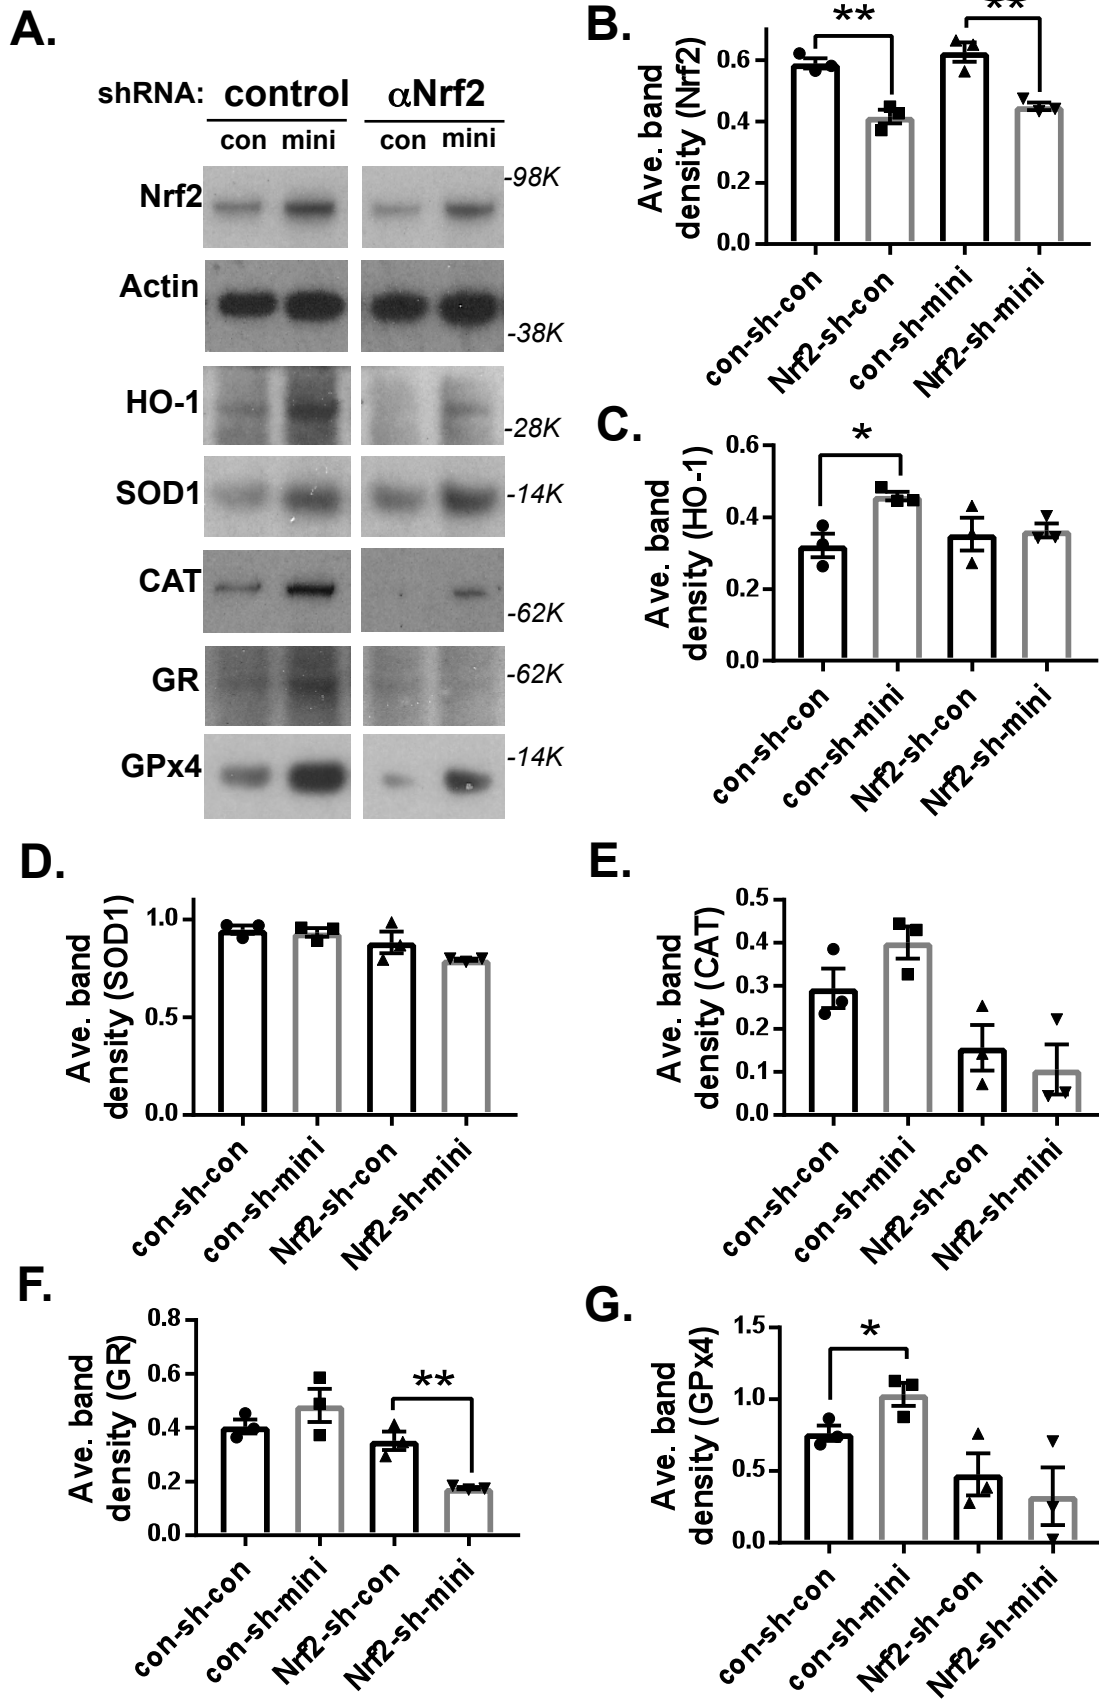 A.
shRNA: control αNrf2
con mini con mini
Nrf2
-98K
Actin
-38K
HO-1
-28K
SOD1
-14K
CAT
-62K
GR
-62K
GPx4
-14K
B.
Ave. band
density (Nrf2)
0.6
0.4
0.2
0.0
** **
con-sh-con
Nrf2-sh-con
con-sh-mini
Nrf2-sh-mini
C.
Ave. band
density (HO-1)
0.6
0.4
0.2
0.0
*
con-sh-con
con-sh-mini
Nrf2-sh-con
Nrf2-sh-mini
D.
Ave. band
density (SOD1)
1.0
0.5
0.0
con-sh-con
con-sh-mini
Nrf2-sh-con
Nrf2-sh-mini
E.
Ave. band
density (CAT)
0.5
0.4
0.3
0.2
0.1
0.0
con-sh-con
con-sh-mini
Nrf2-sh-con
Nrf2-sh-mini
F.
Ave. band
density (GR)
0.8
0.6
0.4
0.2
0.0
**
con-sh-con
con-sh-mini
Nrf2-sh-con
Nrf2-sh-mini
G.
Ave. band
density (GPx4)
1.5
1.0
0.5
0.0
*
con-sh-con
con-sh-mini
Nrf2-sh-con
Nrf2-sh-mini